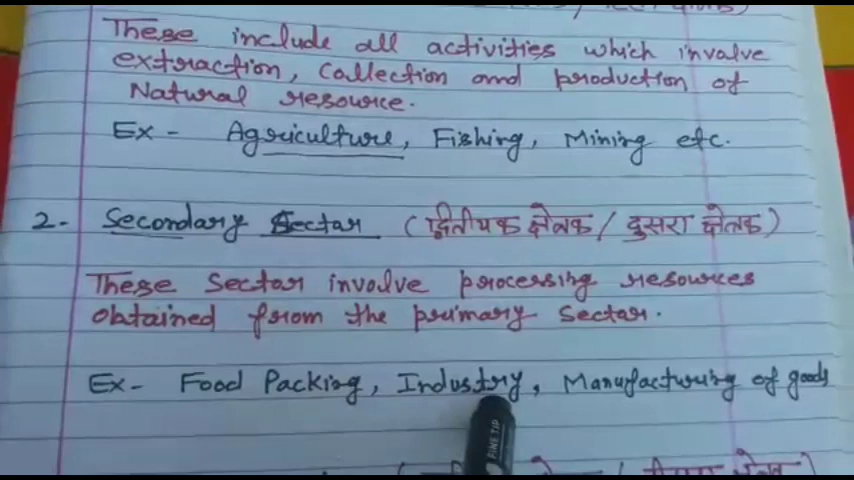 These include all activities which involve
extraction, Collection and production of
Natural resource.
Ex - Agriculture, Fishing, Mining etc.
2- Secondary Sector (द्वितीयक क्षेत्रक / दुसरा क्षेत्रक)
These Sector involve processing resources
obtained from the primary Sector.
Ex- Food Packing, Industry, Manufacturing of goods
FINE TIP